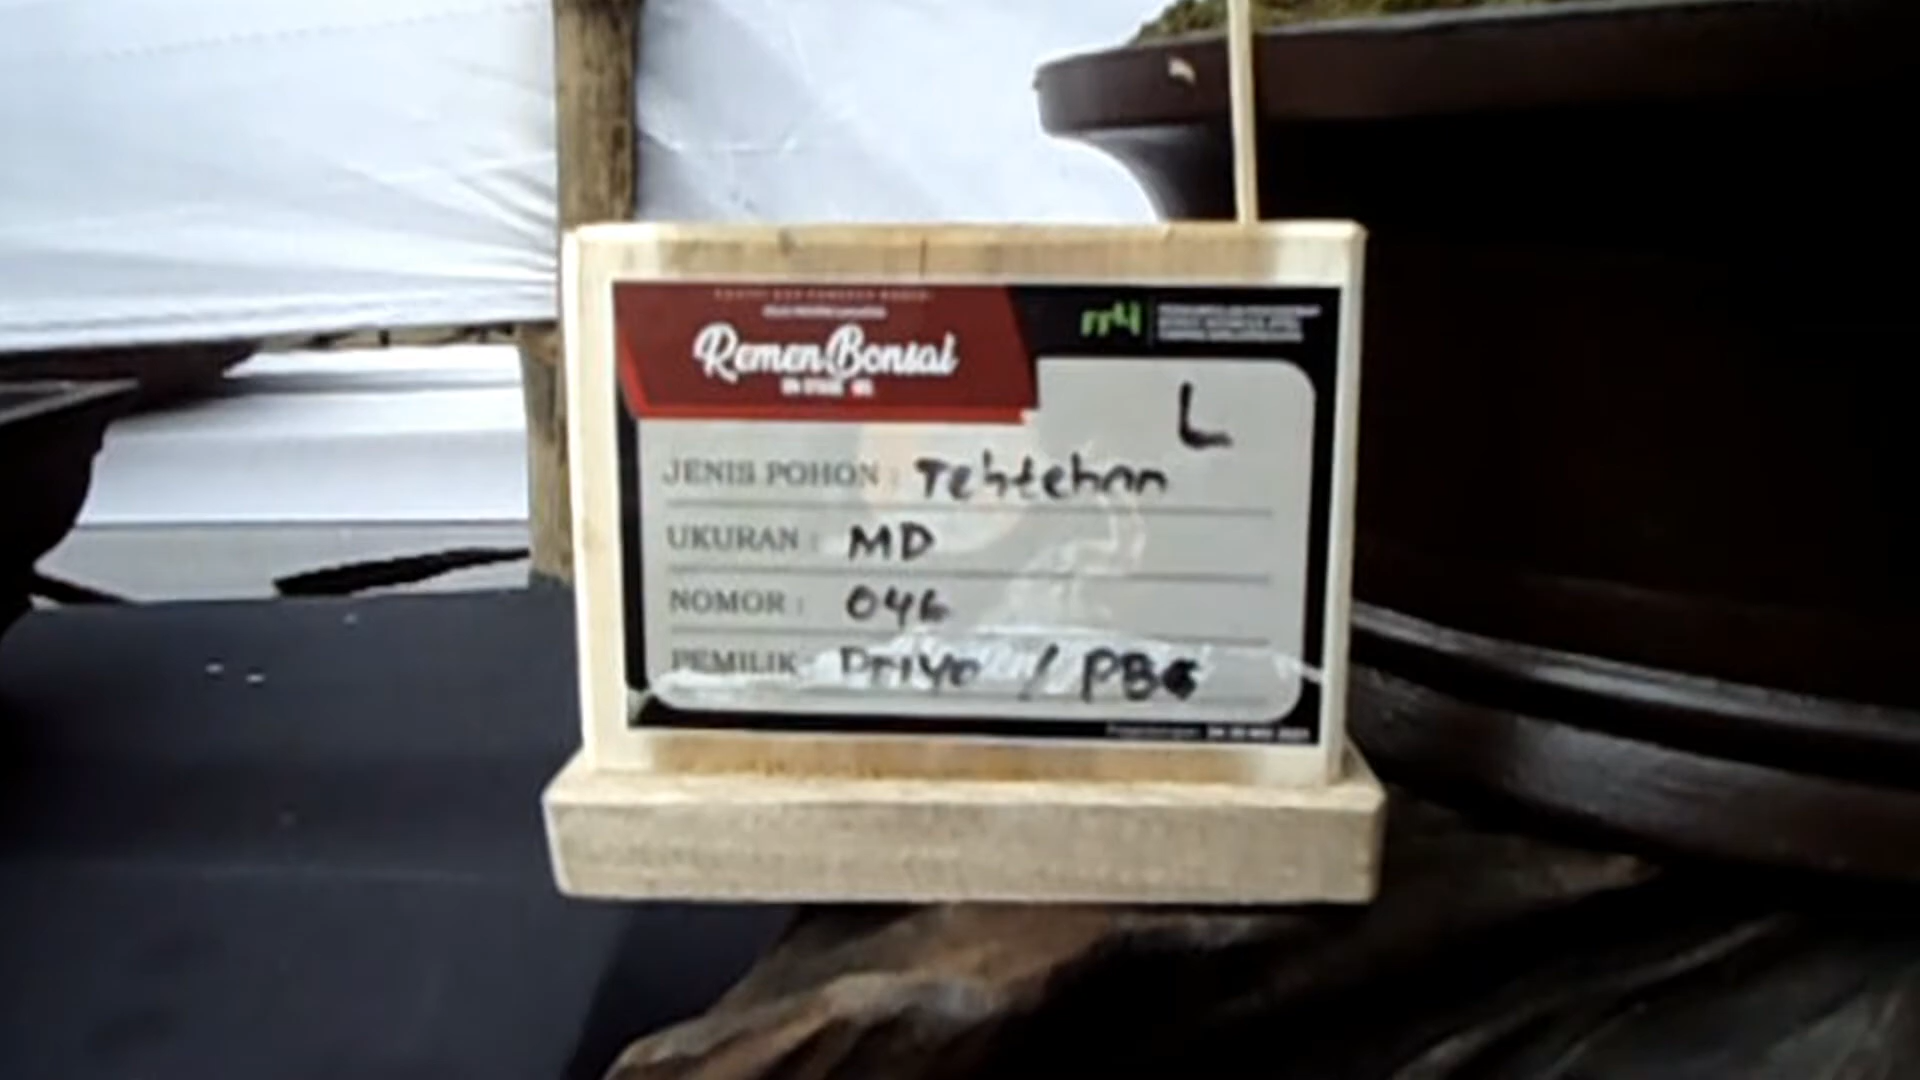 Remen Bonsai
L
JENIS POHON : Tehtehan
UKURAN : MD
NOMOR : 046
PEMILIK : Priyo / PBG